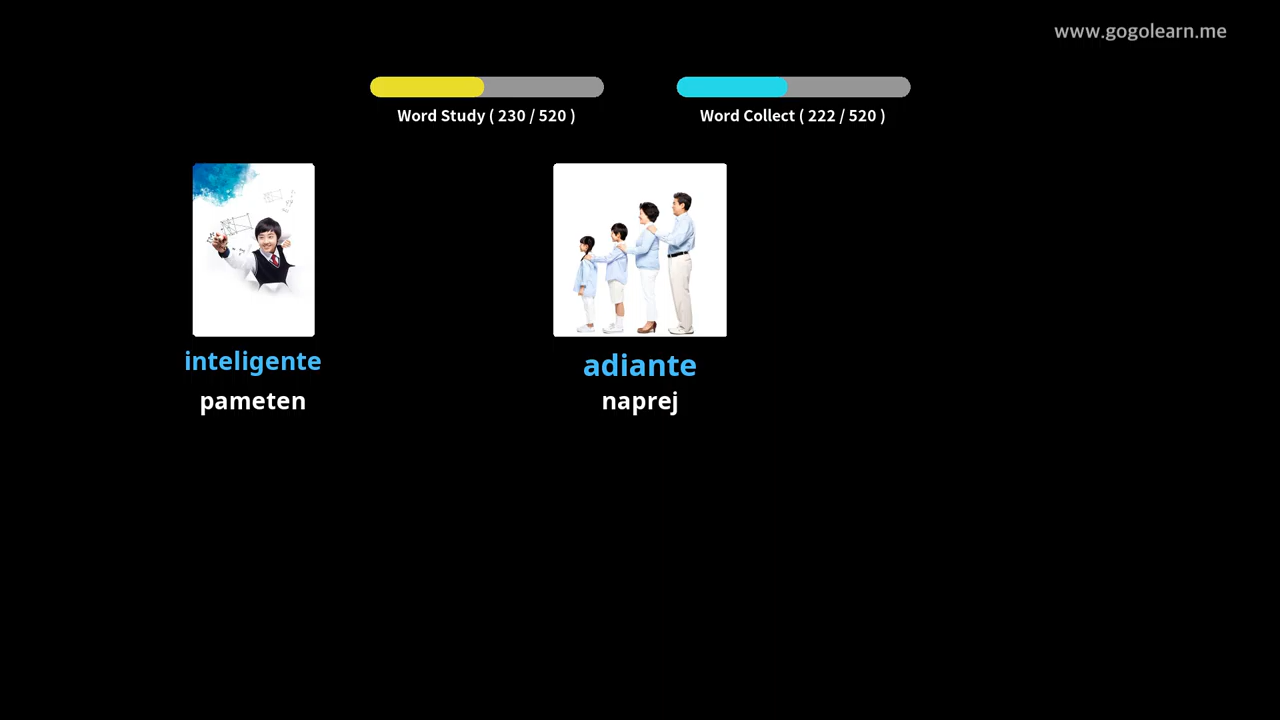 www.gogolearn.me
Word Study ( 230 / 520 )
Word Collect ( 222 / 520 )
inteligente
pameten
adiante
naprej